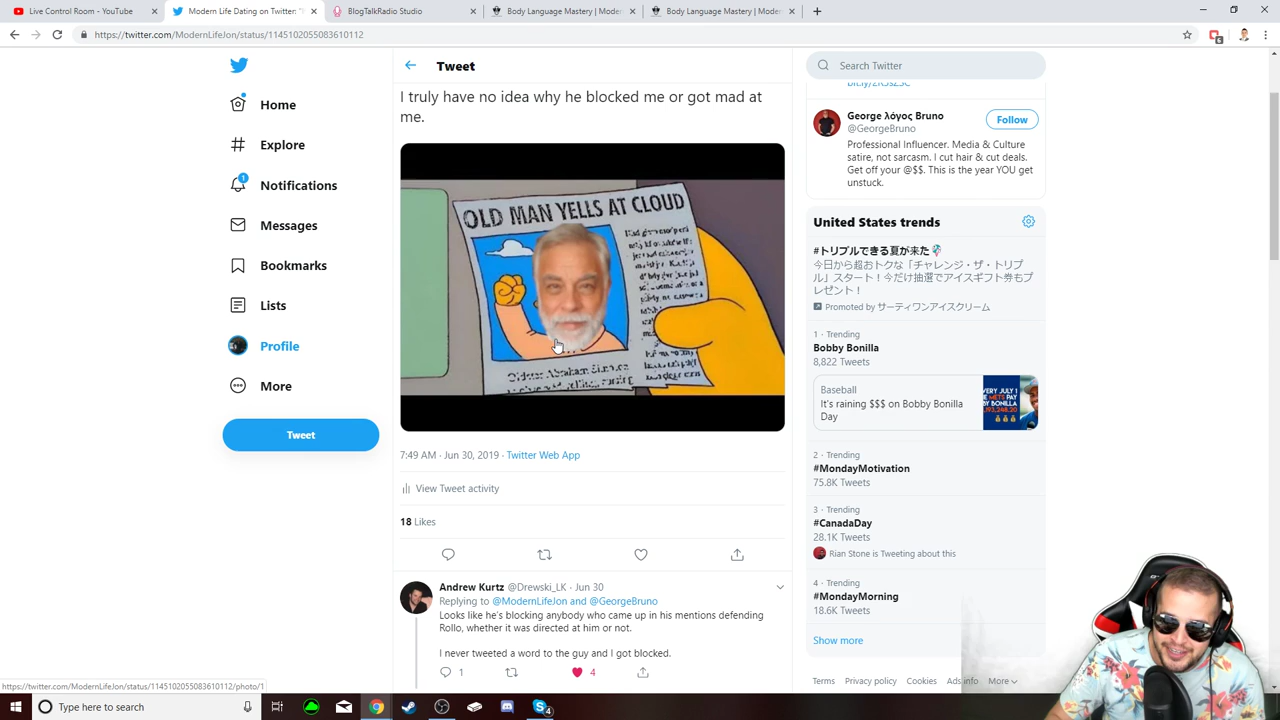 Live Control Room - YouTube
Modern Life Dating on Twitter: "I
BlogTalkRadio Studio
Body Language Mastery | Modern
Body Language Mastery | Modern
https://twitter.com/ModernLifeJon/status/1145102055083610112
6
Home
Explore
1
Notifications
Messages
Bookmarks
Lists
Profile
More
Tweet
Tweet
I truly have no idea why he blocked me or got mad at
me.
OLD MAN YELLS AT CLOUD
7:49 AM · Jun 30, 2019 · Twitter Web App
View Tweet activity
18 Likes
Andrew Kurtz @Drewski_LK · Jun 30
Replying to @ModernLifeJon and @GeorgeBruno
Looks like he's blocking anybody who came up in his mentions defending
Rollo, whether it was directed at him or not.
I never tweeted a word to the guy and I got blocked.
1
4
Search Twitter
George λόγος Bruno
@GeorgeBruno
Follow
Professional Influencer. Media & Culture
satire, not sarcasm. I cut hair & cut deals.
Get off your @$$. This is the year YOU get
unstuck.
United States trends
#トリプルできる夏が来た
今日から超おトクな「チャレンジ・ザ・トリプ
ル」スタート！今だけ抽選でアイスギフト券もプ
レゼント！
Promoted by サーティワンアイスクリーム
1 · Trending
Bobby Bonilla
8,822 Tweets
Baseball
It's raining $$$ on Bobby Bonilla
Day
2 · Trending
#MondayMotivation
75.8K Tweets
3 · Trending
#CanadaDay
28.1K Tweets
Rian Stone is Tweeting about this
4 · Trending
#MondayMorning
18.6K Tweets
Show more
Terms Privacy policy Cookies Ads info More
https://twitter.com/ModernLifeJon/status/1145102055083610112/photo/1
Type here to search
4